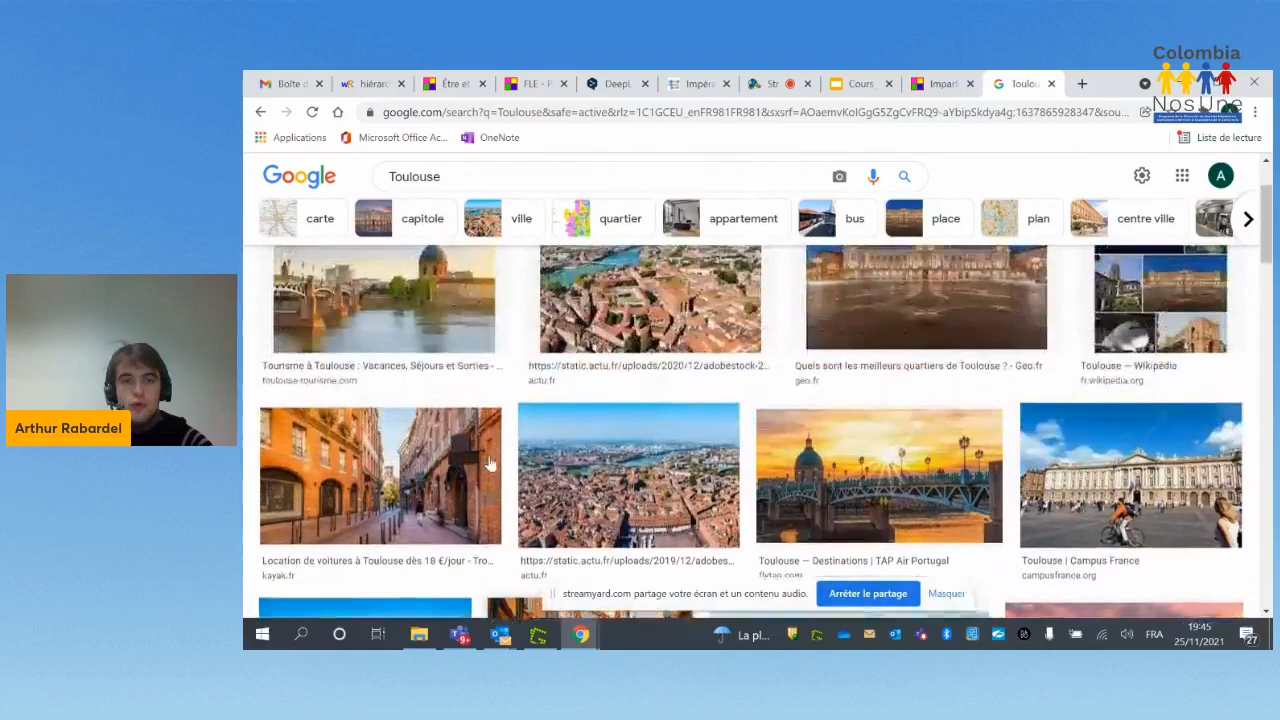 Colombia
NosUne
Boîte d
hiérarc
Être e
FLE - P
DeepL
Impéra
Str
Cours_
Imparf
Toulou
google.com/search?q=Toulouse&safe=active&rlz=1C1GCEU_enFR981FR981&sxsrf=AOaemvKolGgG5ZgCvFRQ9-aYbipSkdya4g:1637865928347&sou...
Applications
Microsoft Office Ac...
OneNote
Liste de lecture
Google
Toulouse
A
carte
capitole
ville
quartier
appartement
bus
place
plan
centre ville
Tourisme à Toulouse : Vacances, Séjours et Sorties - ...
toulouse-tourisme.com
https://static.actu.fr/uploads/2020/12/adobestock-2...
actu.fr
Quels sont les meilleurs quartiers de Toulouse ? - Geo.fr
geo.fr
Toulouse — Wikipédia
fr.wikipedia.org
Arthur Rabardel
Location de voitures à Toulouse dès 18 €/jour - Tro...
kayak.fr
https://static.actu.fr/uploads/2019/12/adobes...
actu.fr
Toulouse – Destinations | TAP Air Portugal
flytap.com
Toulouse | Campus France
campusfrance.org
streamyard.com partage votre écran et un contenu audio.
Arrêter le partage
Masquer
La pl...
FRA
19:45
25/11/2021
27